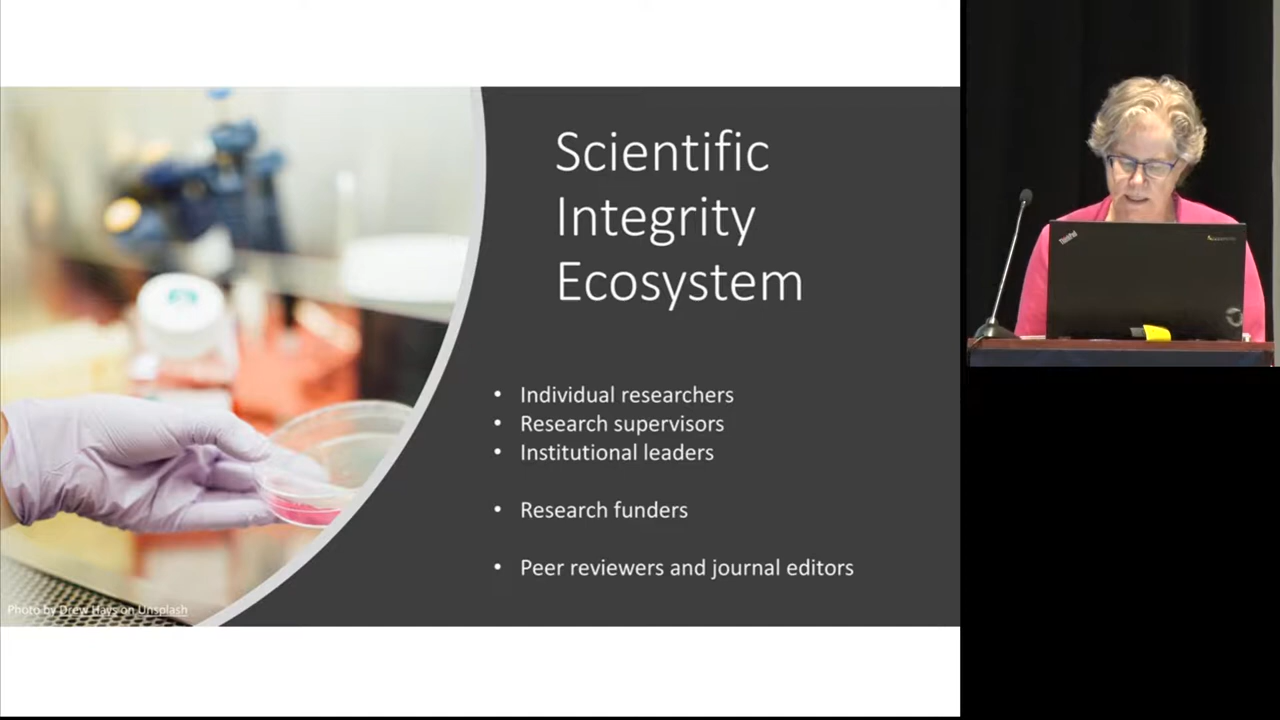 Scientific
Integrity
Ecosystem
• Individual researchers
• Research supervisors
• Institutional leaders
• Research funders
• Peer reviewers and journal editors
Photo by Drew Hays on Unsplash
ThinkPad